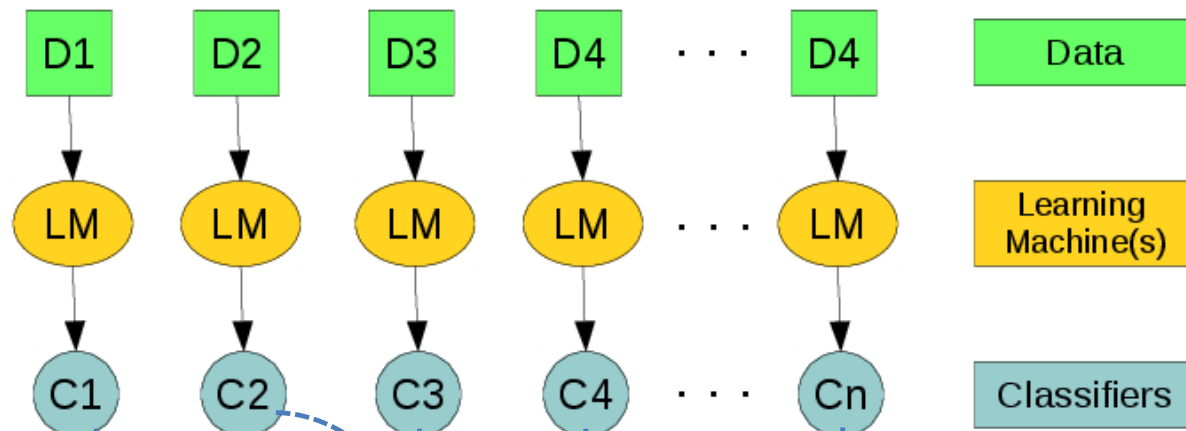 D1 D2 D3 D4 . . . D4 Data
LM LM LM LM . . . LM Learning
Machine(s)
C1 C2 C3 C4 . . . Cn Classifiers